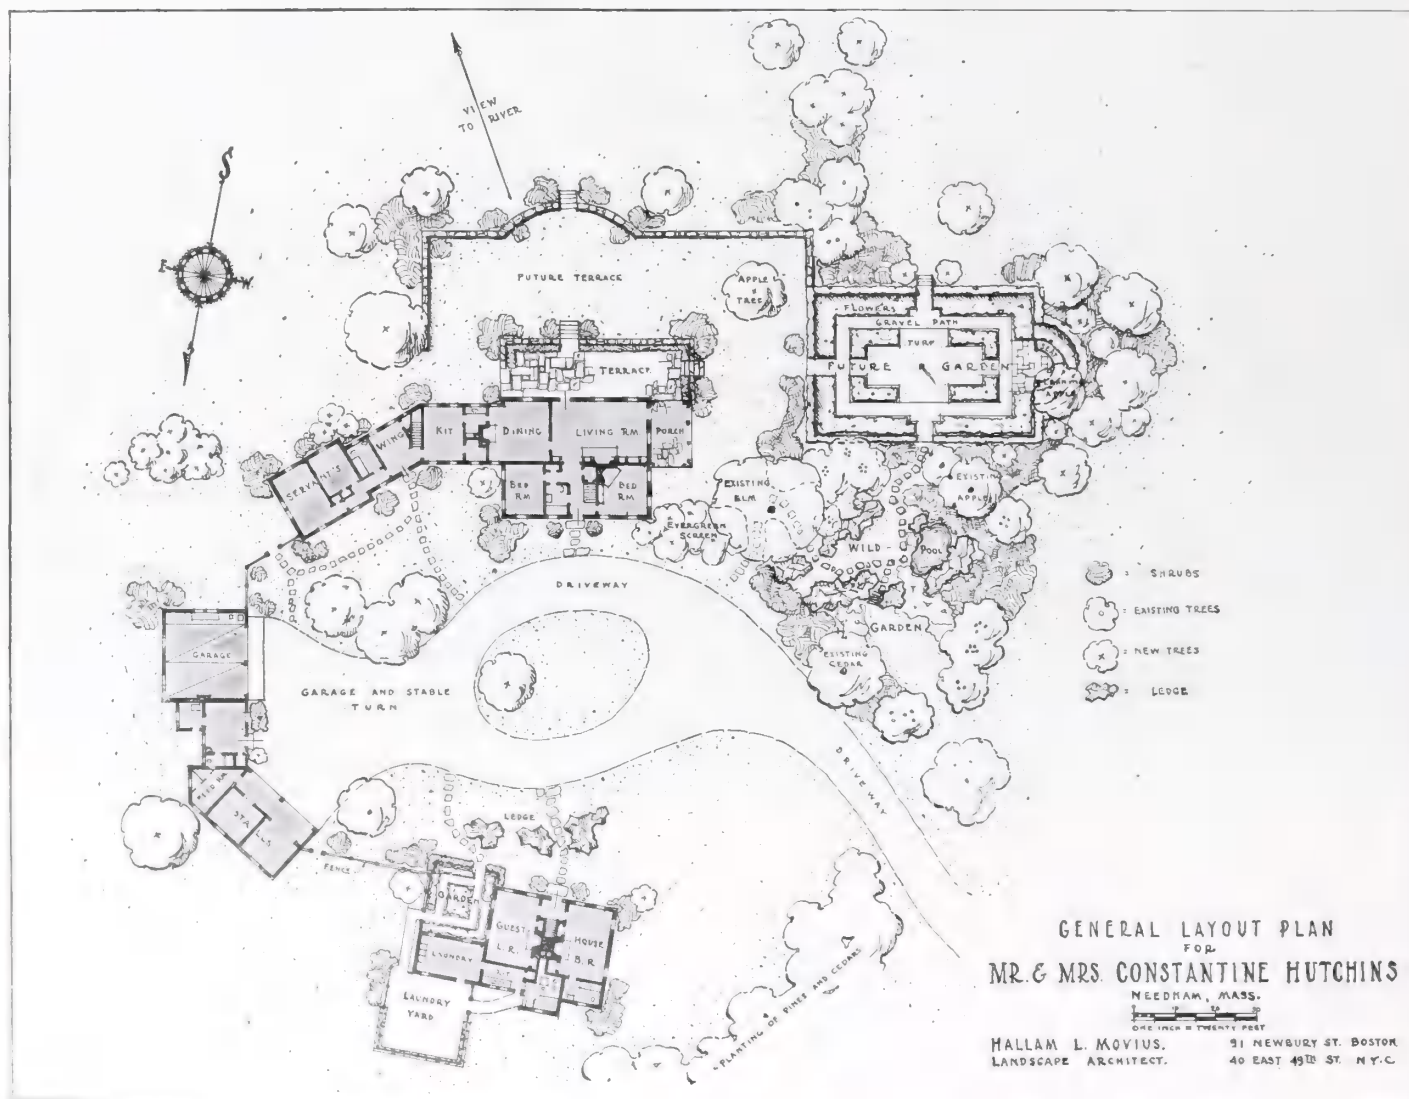 VIEW
TO RIVER
S
E
W.
FUTURE TERRACE
APPLE
TREE
FLOWERS
GRAVEL PATH
TURF
FUTURE GARDEN
APPLE
TERRACE
KIT
DINING
LIVING RM
PORCH
SERVANT'S
WING
BED
RM
BED
RM
EXISTING
ELM
EVERGREEN
SCREEN
EXISTING
APPLE
WILD
POOL
GARDEN
EXISTING
CEDAR
DRIVEWAY
GARAGE
GARAGE AND STABLE
TURN
DRIVEWAY
FEED RM
STALLS
LEDGE
FENCE
GARDEN
GUEST
HOUSE
L.R.
B.R
LAUNDRY
KIT
LAUNDRY
YARD
PLANTING OF PINES AND CEDARS
= SHRUBS
= EXISTING TREES
= NEW TREES
= LEDGE
GENERAL LAYOUT PLAN
FOR
MR. & MRS. CONSTANTINE HUTCHINS
NEEDHAM, MASS.
ONE INCH = TWENTY FEET
HALLAM L. MOVIUS.
LANDSCAPE ARCHITECT.
91 NEWBURY ST. BOSTON
40 EAST 49TH ST. N.Y.C